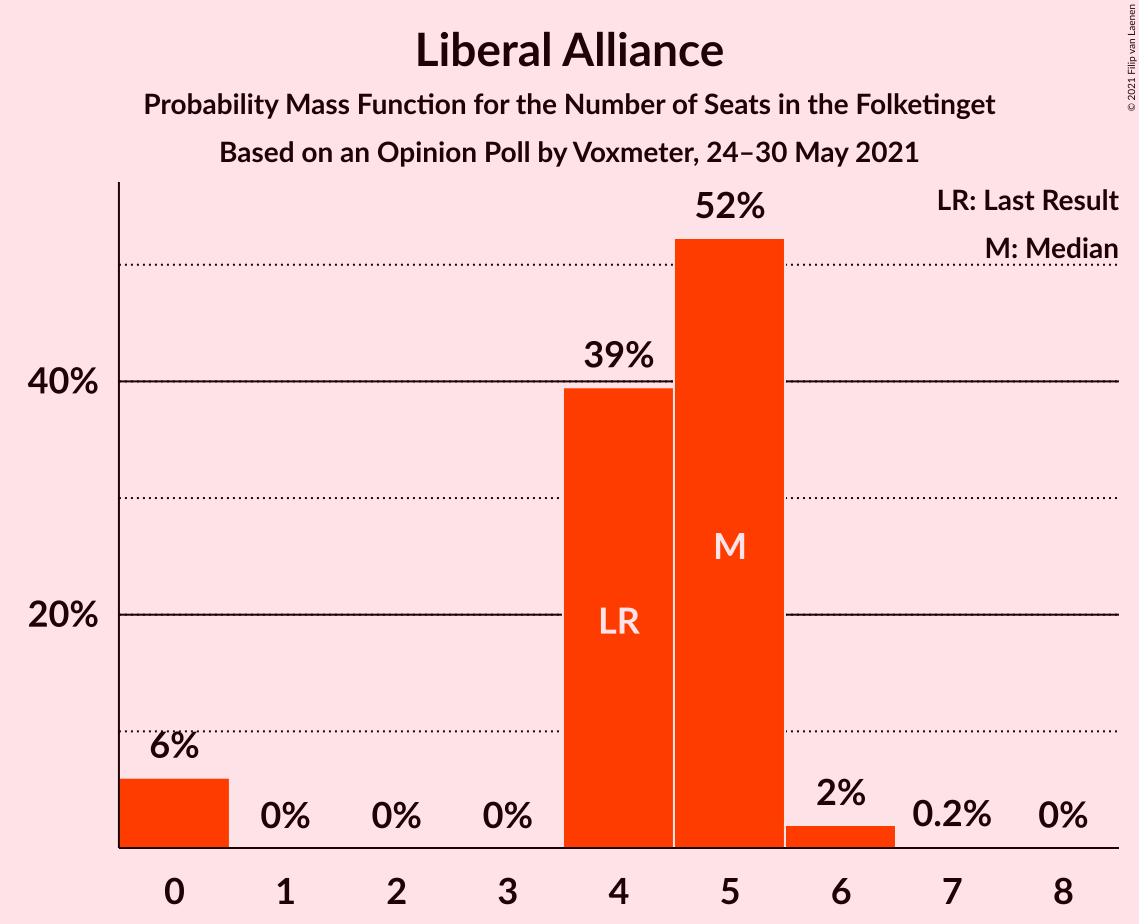 Liberal Alliance
Probability Mass Function for the Number of Seats in the Folketinget
Based on an Opinion Poll by Voxmeter, 24–30 May 2021
© 2021 Filip van Laenen
LR: Last Result
M: Median
52%
39%
40%
M
20%
LR
6%
0%
0%
0%
2%
0.2%
0%
0 1 2 3 4 5 6 7 8